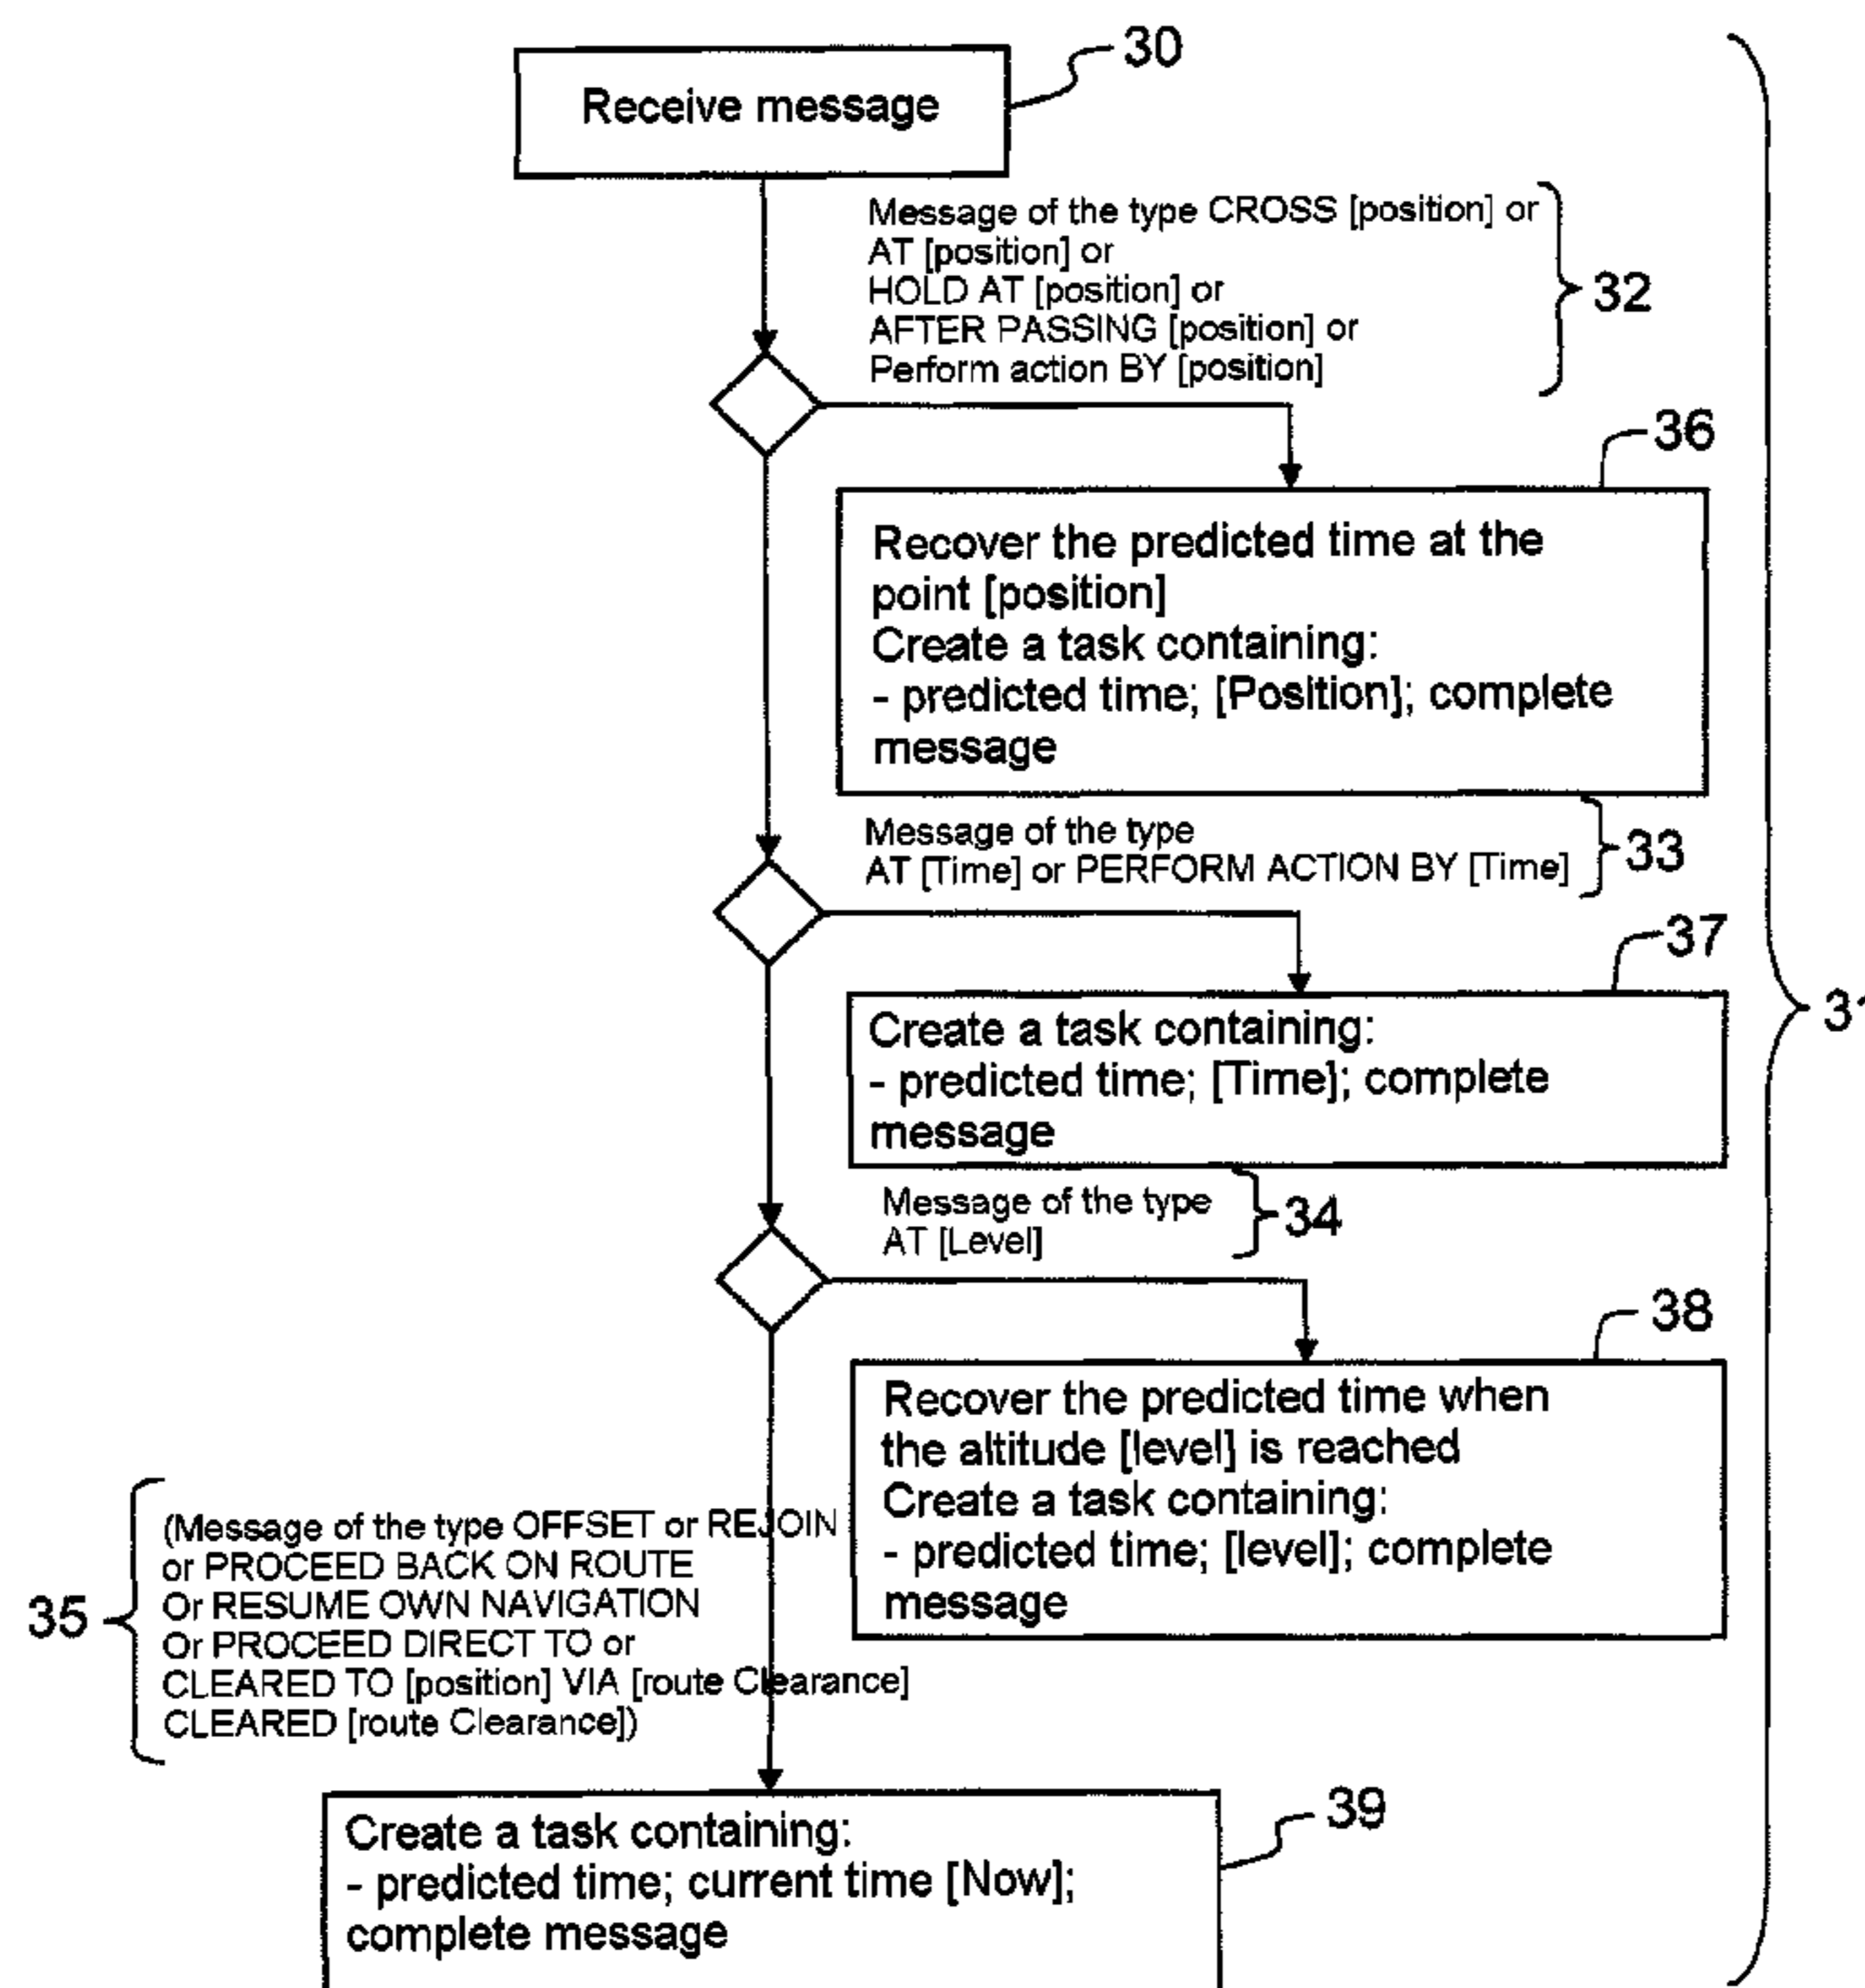 30
Receive message
Message of the type CROSS [position] or
AT [position] or
HOLD AT [position] or
AFTER PASSING [position] or
Perform action BY [position]
32
36
Recover the predicted time at the
point [position]
Create a task containing:
- predicted time; [Position]; complete
message
Message of the type
AT [Time] or PERFORM ACTION BY [Time]
33
37
Create a task containing:
- predicted time; [Time]; complete
message
31
Message of the type
AT [Level]
34
38
Recover the predicted time when
the altitude [level] is reached
Create a task containing:
- predicted time; [level]; complete
message
35
(Message of the type OFFSET or REJOIN
or PROCEED BACK ON ROUTE
Or RESUME OWN NAVIGATION
Or PROCEED DIRECT TO or
CLEARED TO [position] VIA [route Clearance]
CLEARED [route Clearance])
39
Create a task containing:
- predicted time; current time [Now];
complete message